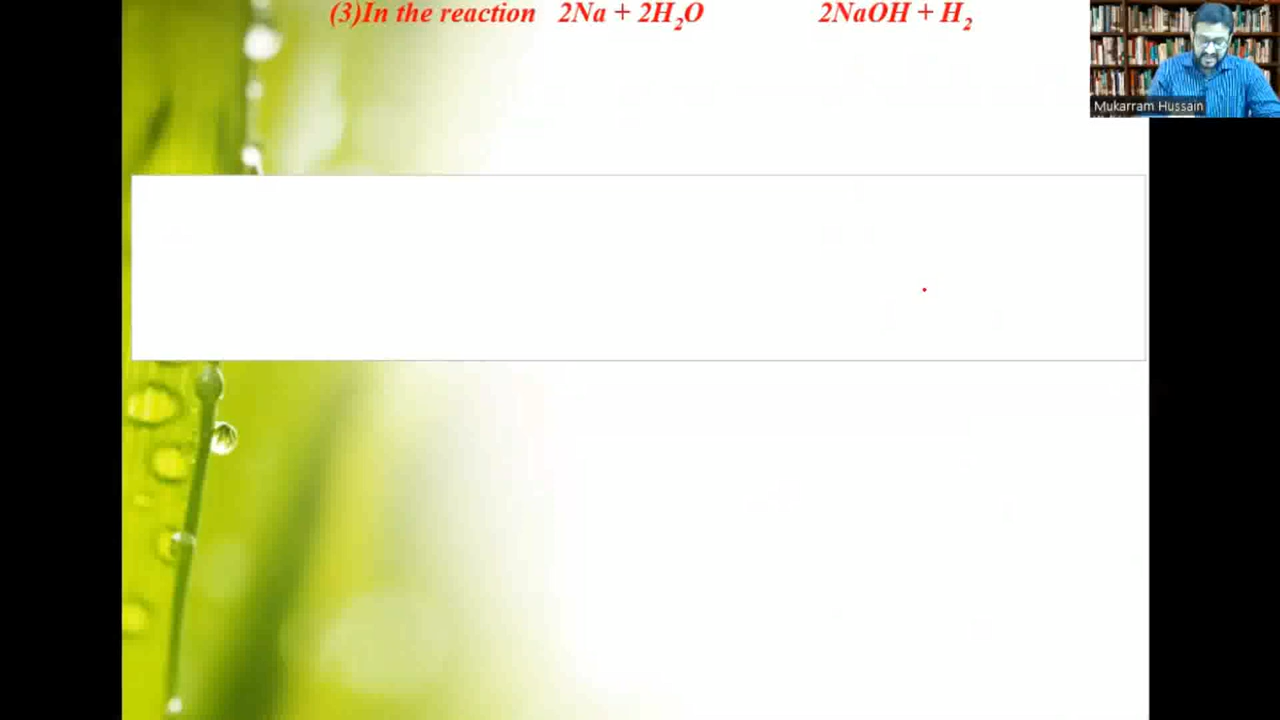 (3)In the reaction 2Na + 2H₂O 2NaOH + H₂
Mukarram Hussain